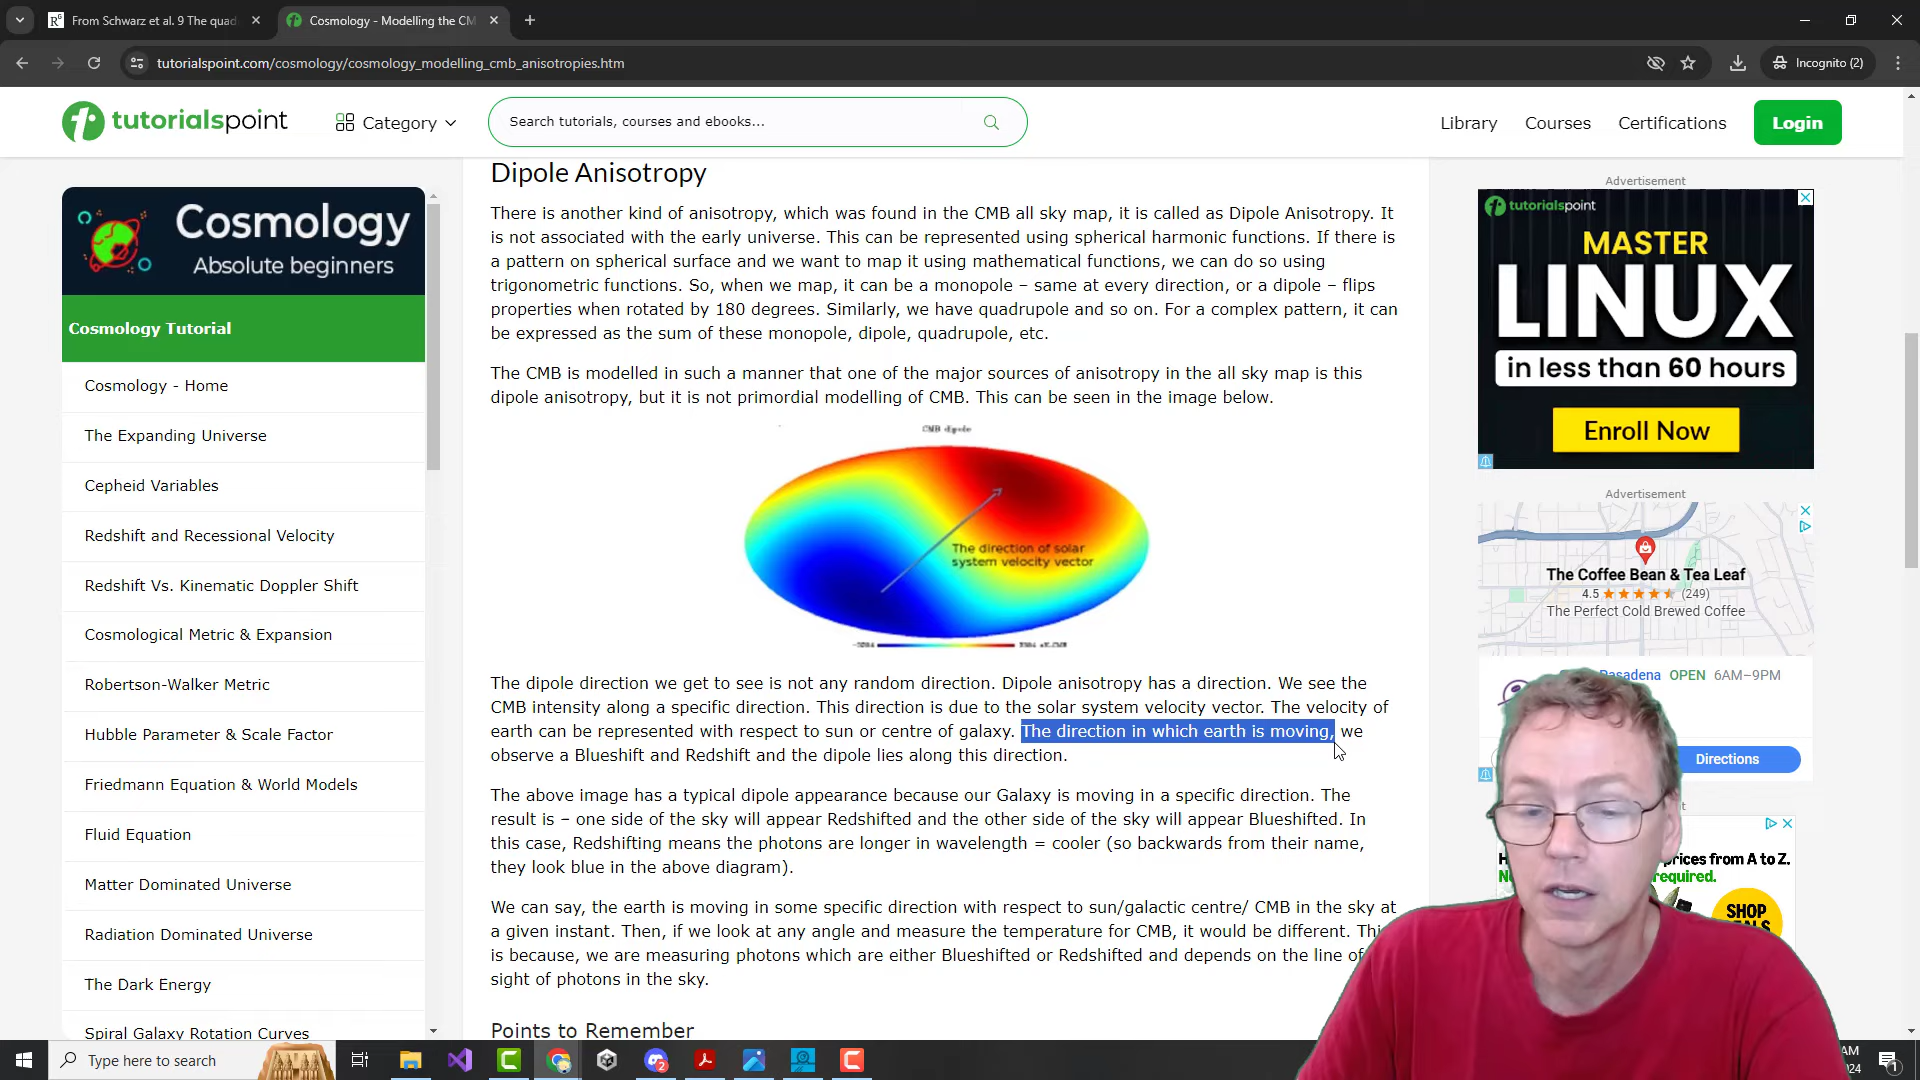 From Schwarz et al. 9 The quad
Cosmology - Modelling the CM
tutorialspoint.com/cosmology/cosmology_modelling_cmb_anisotropies.htm
Incognito (2)
tutorialspoint
Category
Search tutorials, courses and ebooks...
Library
Courses
Certifications
Login
Cosmology
Absolute beginners
Cosmology Tutorial
Cosmology - Home
The Expanding Universe
Cepheid Variables
Redshift and Recessional Velocity
Redshift Vs. Kinematic Doppler Shift
Cosmological Metric & Expansion
Robertson-Walker Metric
Hubble Parameter & Scale Factor
Friedmann Equation & World Models
Fluid Equation
Matter Dominated Universe
Radiation Dominated Universe
The Dark Energy
Spiral Galaxy Rotation Curves
Dipole Anisotropy
There is another kind of anisotropy, which was found in the CMB all sky map, it is called as Dipole Anisotropy. It
is not associated with the early universe. This can be represented using spherical harmonic functions. If there is
a pattern on spherical surface and we want to map it using mathematical functions, we can do so using
trigonometric functions. So, when we map, it can be a monopole – same at every direction, or a dipole – flips
properties when rotated by 180 degrees. Similarly, we have quadrupole and so on. For a complex pattern, it can
be expressed as the sum of these monopole, dipole, quadrupole, etc.
The CMB is modelled in such a manner that one of the major sources of anisotropy in the all sky map is this
dipole anisotropy, but it is not primordial modelling of CMB. This can be seen in the image below.
CMB dipole
The direction of solar
system velocity vector
The dipole direction we get to see is not any random direction. Dipole anisotropy has a direction. We see the
CMB intensity along a specific direction. This direction is due to the solar system velocity vector. The velocity of
earth can be represented with respect to sun or centre of galaxy. The direction in which earth is moving, we
observe a Blueshift and Redshift and the dipole lies along this direction.
The above image has a typical dipole appearance because our Galaxy is moving in a specific direction. The
result is – one side of the sky will appear Redshifted and the other side of the sky will appear Blueshifted. In
this case, Redshifting means the photons are longer in wavelength = cooler (so backwards from their name,
they look blue in the above diagram).
We can say, the earth is moving in some specific direction with respect to sun/galactic centre/ CMB in the sky at
a given instant. Then, if we look at any angle and measure the temperature for CMB, it would be different. Thi
is because, we are measuring photons which are either Blueshifted or Redshifted and depends on the line of
sight of photons in the sky.
Points to Remember
Advertisement
tutorialspoint
MASTER
LINUX
in less than 60 hours
Enroll Now
Advertisement
The Coffee Bean & Tea Leaf
4.5 (249)
The Perfect Cold Brewed Coffee
Pasadena OPEN 6AM–9PM
Directions
prices from A to Z.
required.
SHOP
Type here to search
2
AM
024
1